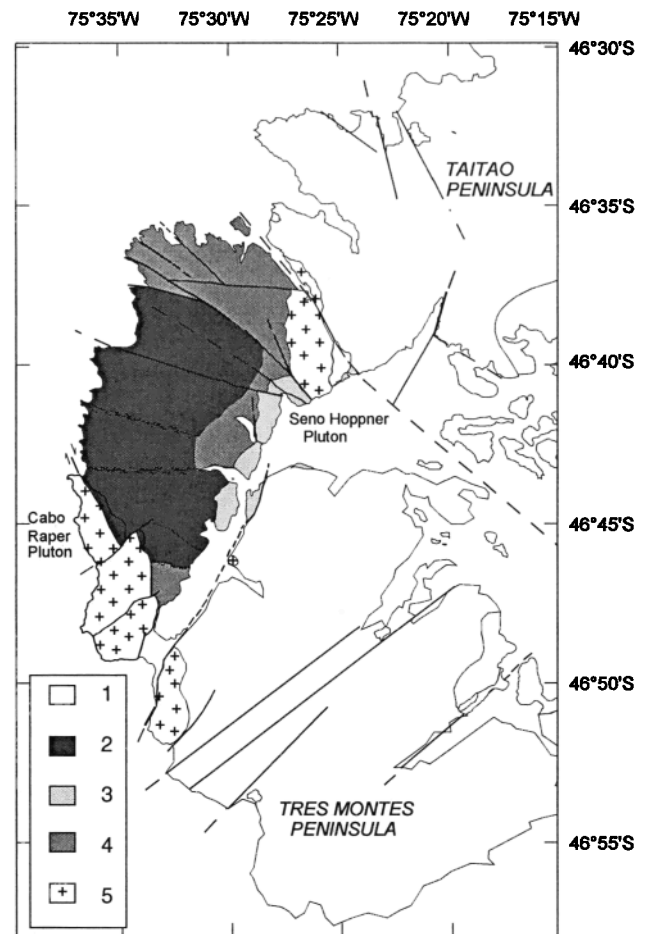 75°35'W 75°30'W 75°25'W 75°20'W 75°15'W
46°30'S
TAITAO
PENINSULA
46°35'S
46°40'S
Seno Hoppner
Pluton
Cabo
Raper
Pluton
46°45'S
46°50'S
1
2
3
4
5
TRES MONTES
PENINSULA
46°55'S